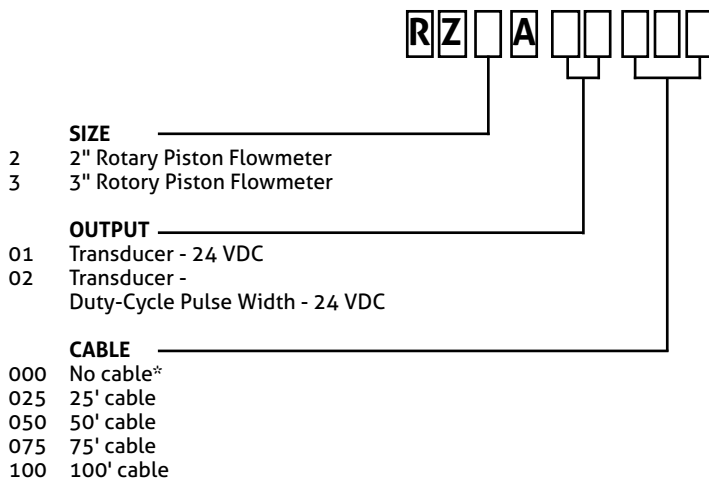 RZ A
SIZE
2 2" Rotary Piston Flowmeter
3 3" Rotory Piston Flowmeter
OUTPUT
01 Transducer - 24 VDC
02 Transducer -
Duty-Cycle Pulse Width - 24 VDC
CABLE
000 No cable*
025 25' cable
050 50' cable
075 75' cable
100 100' cable